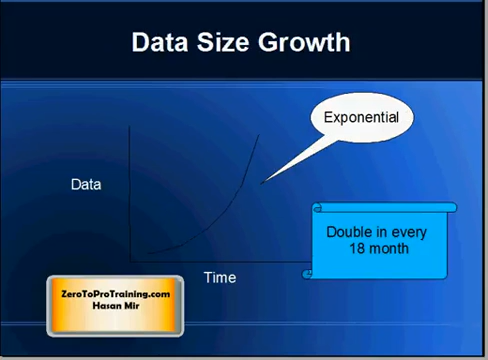 Data Size Growth
Exponential
Data
Double in every
18 month
Time
ZeroToProTraining.com
Hasan Mir